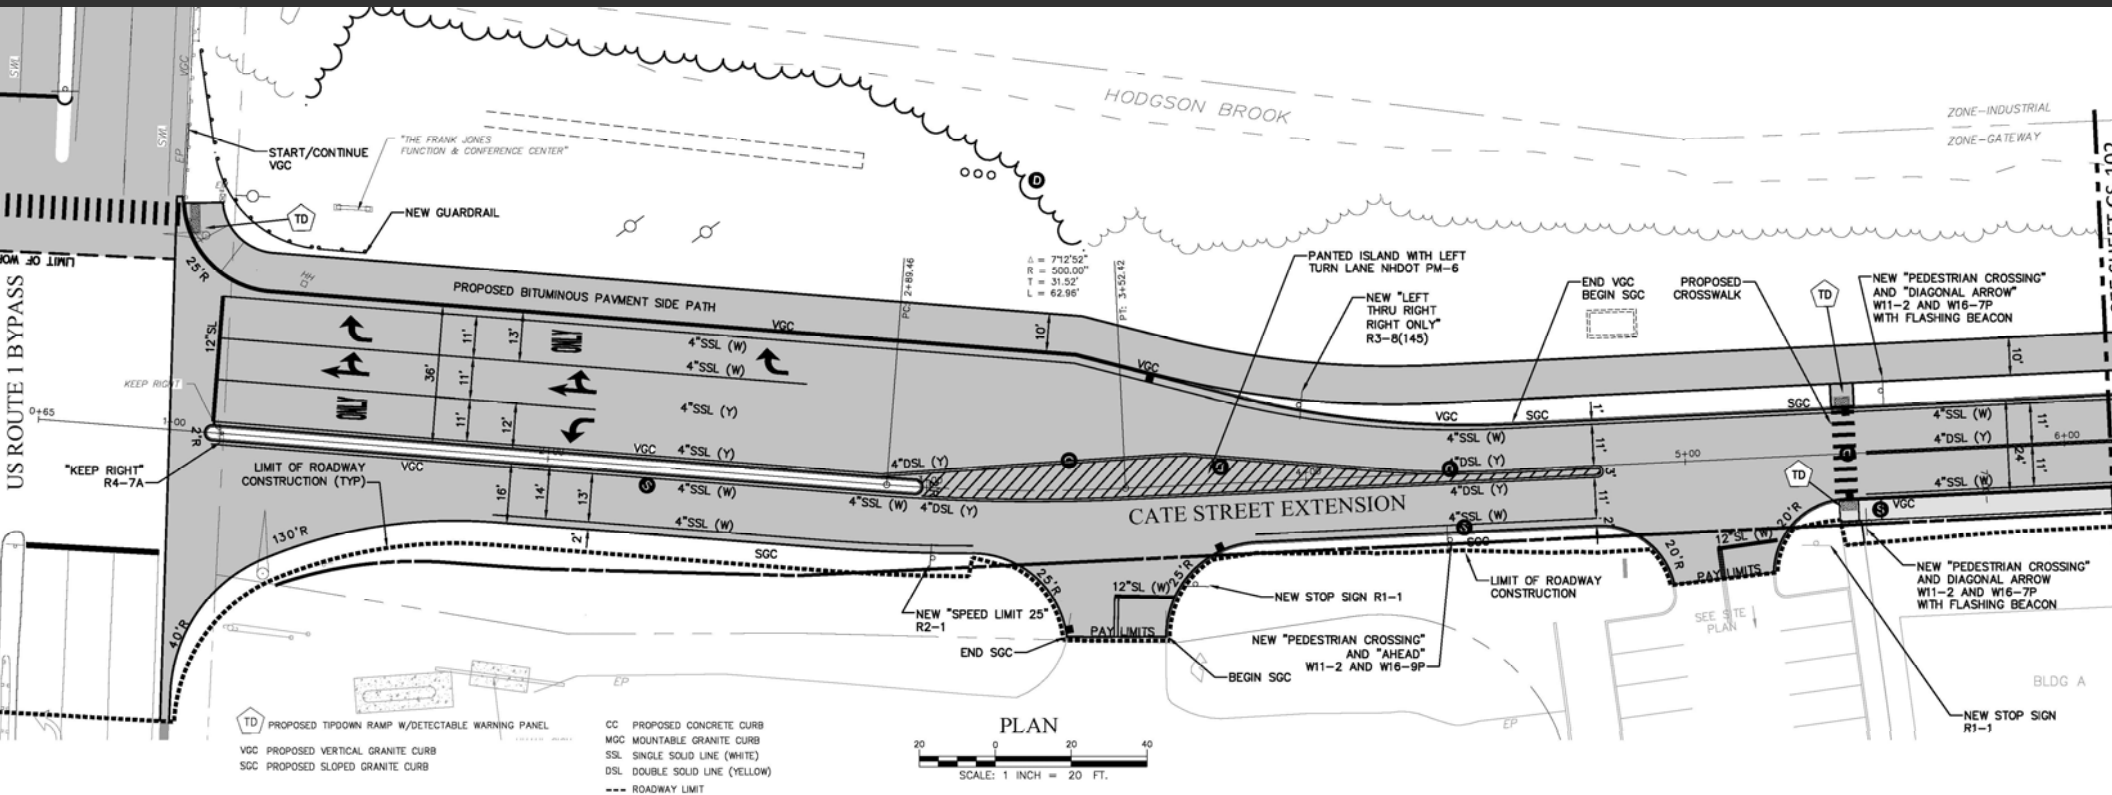 SWL
VGC
SWL
EP
START/CONTINUE
VGC
"THE FRANK JONES
FUNCTION & CONFERENCE CENTER"
NEW GUARDRAIL
TD
25'R
HH
LIMIT OF WOR
US ROUTE 1 BYPASS
HODGSON BROOK
ZONE-INDUSTRIAL
ZONE-GATEWAY
D
Δ = 7°12'52"
R = 500.00"
T = 31.52'
L = 62.96'
PC: 2+89.46
PT: 3+52.42
PROPOSED BITUMINOUS PAVMENT SIDE PATH
VGC
10'
12"SL
11'
13'
ONLY
4"SSL (W)
4"SSL (W)
36'
11'
4"SSL (Y)
ONLY
11'
12'
KEEP RIGHT
0+65
1+00
2'R
"KEEP RIGHT"
R4-7A
LIMIT OF ROADWAY
CONSTRUCTION (TYP)
VGC
VGC
4"SSL (Y)
4"SSL (W)
4"SSL (W)
16'
14'
13'
2'
S
130'R
40'R
4"DSL (Y)
4"SSL (W)
4"DSL (Y)
SGC
NEW "SPEED LIMIT 25"
R2-1
PANTED ISLAND WITH LEFT
TURN LANE NHDOT PM-6
NEW "LEFT
THRU RIGHT
RIGHT ONLY"
R3-8(145)
END VGC
BEGIN SGC
PROPOSED
CROSSWALK
TD
NEW "PEDESTRIAN CROSSING"
AND "DIAGONAL ARROW"
W11-2 AND W16-7P
WITH FLASHING BEACON
VGC
VGC
SGC
SGC
4"SSL (W)
1'
11'
3'
11'
2'
4"DSL (Y)
4"DSL (Y)
4"SSL (W)
4+00
5+00
6+00
CATE STREET EXTENSION
10'
4"SSL (W)
4"DSL (Y)
4"SSL (W)
11'
24'
11'
TD
VGC
S
20'R
20'R
12"SL (W)
PAY LIMITS
25'R
25'R
12"SL (W)
PAY LIMITS
END SGC
BEGIN SGC
NEW STOP SIGN R1-1
NEW "PEDESTRIAN CROSSING"
AND "AHEAD"
W11-2 AND W16-9P
LIMIT OF ROADWAY
CONSTRUCTION
SEE SITE
PLAN
NEW "PEDESTRIAN CROSSING"
AND DIAGONAL ARROW
W11-2 AND W16-7P
WITH FLASHING BEACON
BLDG A
NEW STOP SIGN
R1-1
EP
EP
TD PROPOSED TIPDOWN RAMP W/DETECTABLE WARNING PANEL
VGC PROPOSED VERTICAL GRANITE CURB
SGC PROPOSED SLOPED GRANITE CURB
CC PROPOSED CONCRETE CURB
MGC MOUNTABLE GRANITE CURB
SSL SINGLE SOLID LINE (WHITE)
DSL DOUBLE SOLID LINE (YELLOW)
ROADWAY LIMIT
PLAN
20 0 20 40
SCALE: 1 INCH = 20 FT.